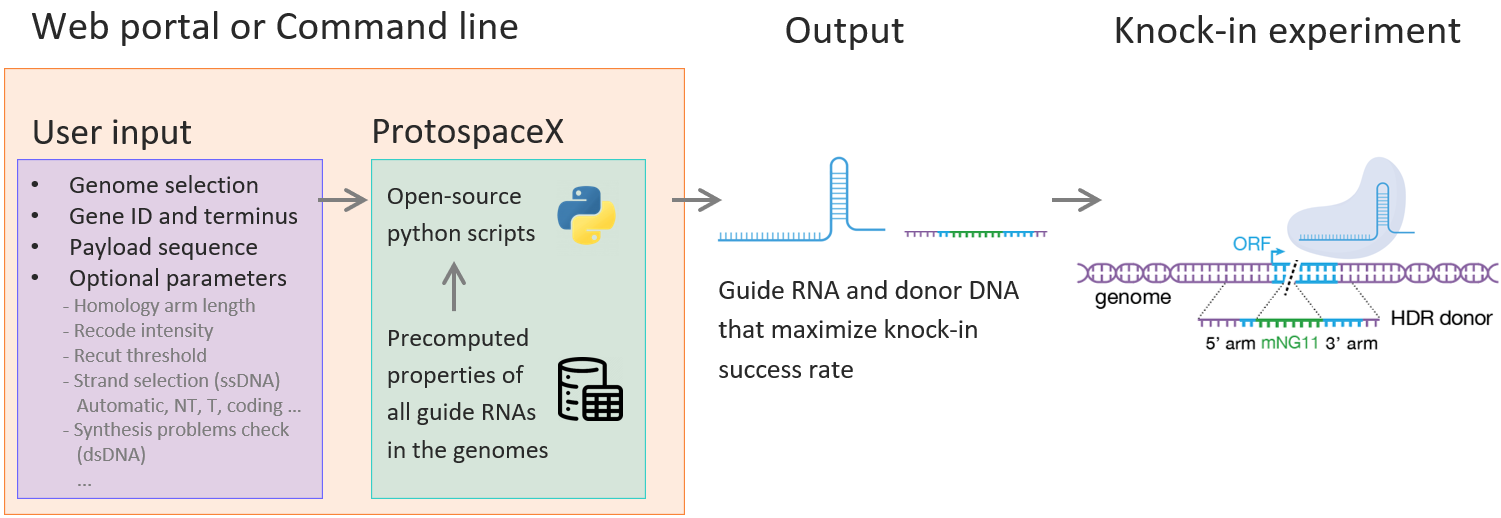 Web portal or Command line
Output
Knock-in experiment
User input
• Genome selection
• Gene ID and terminus
• Payload sequence
• Optional parameters
- Homology arm length
- Recode intensity
- Recut threshold
- Strand selection (ssDNA)
Automatic, NT, T, coding ...
- Synthesis problems check
(dsDNA)
...
ProtospaceX
Open-source
python scripts
Precomputed
properties of
all guide RNAs
in the genomes
Guide RNA and donor DNA
that maximize knock-in
success rate
ORF
genome
HDR donor
5' arm mNG11 3' arm